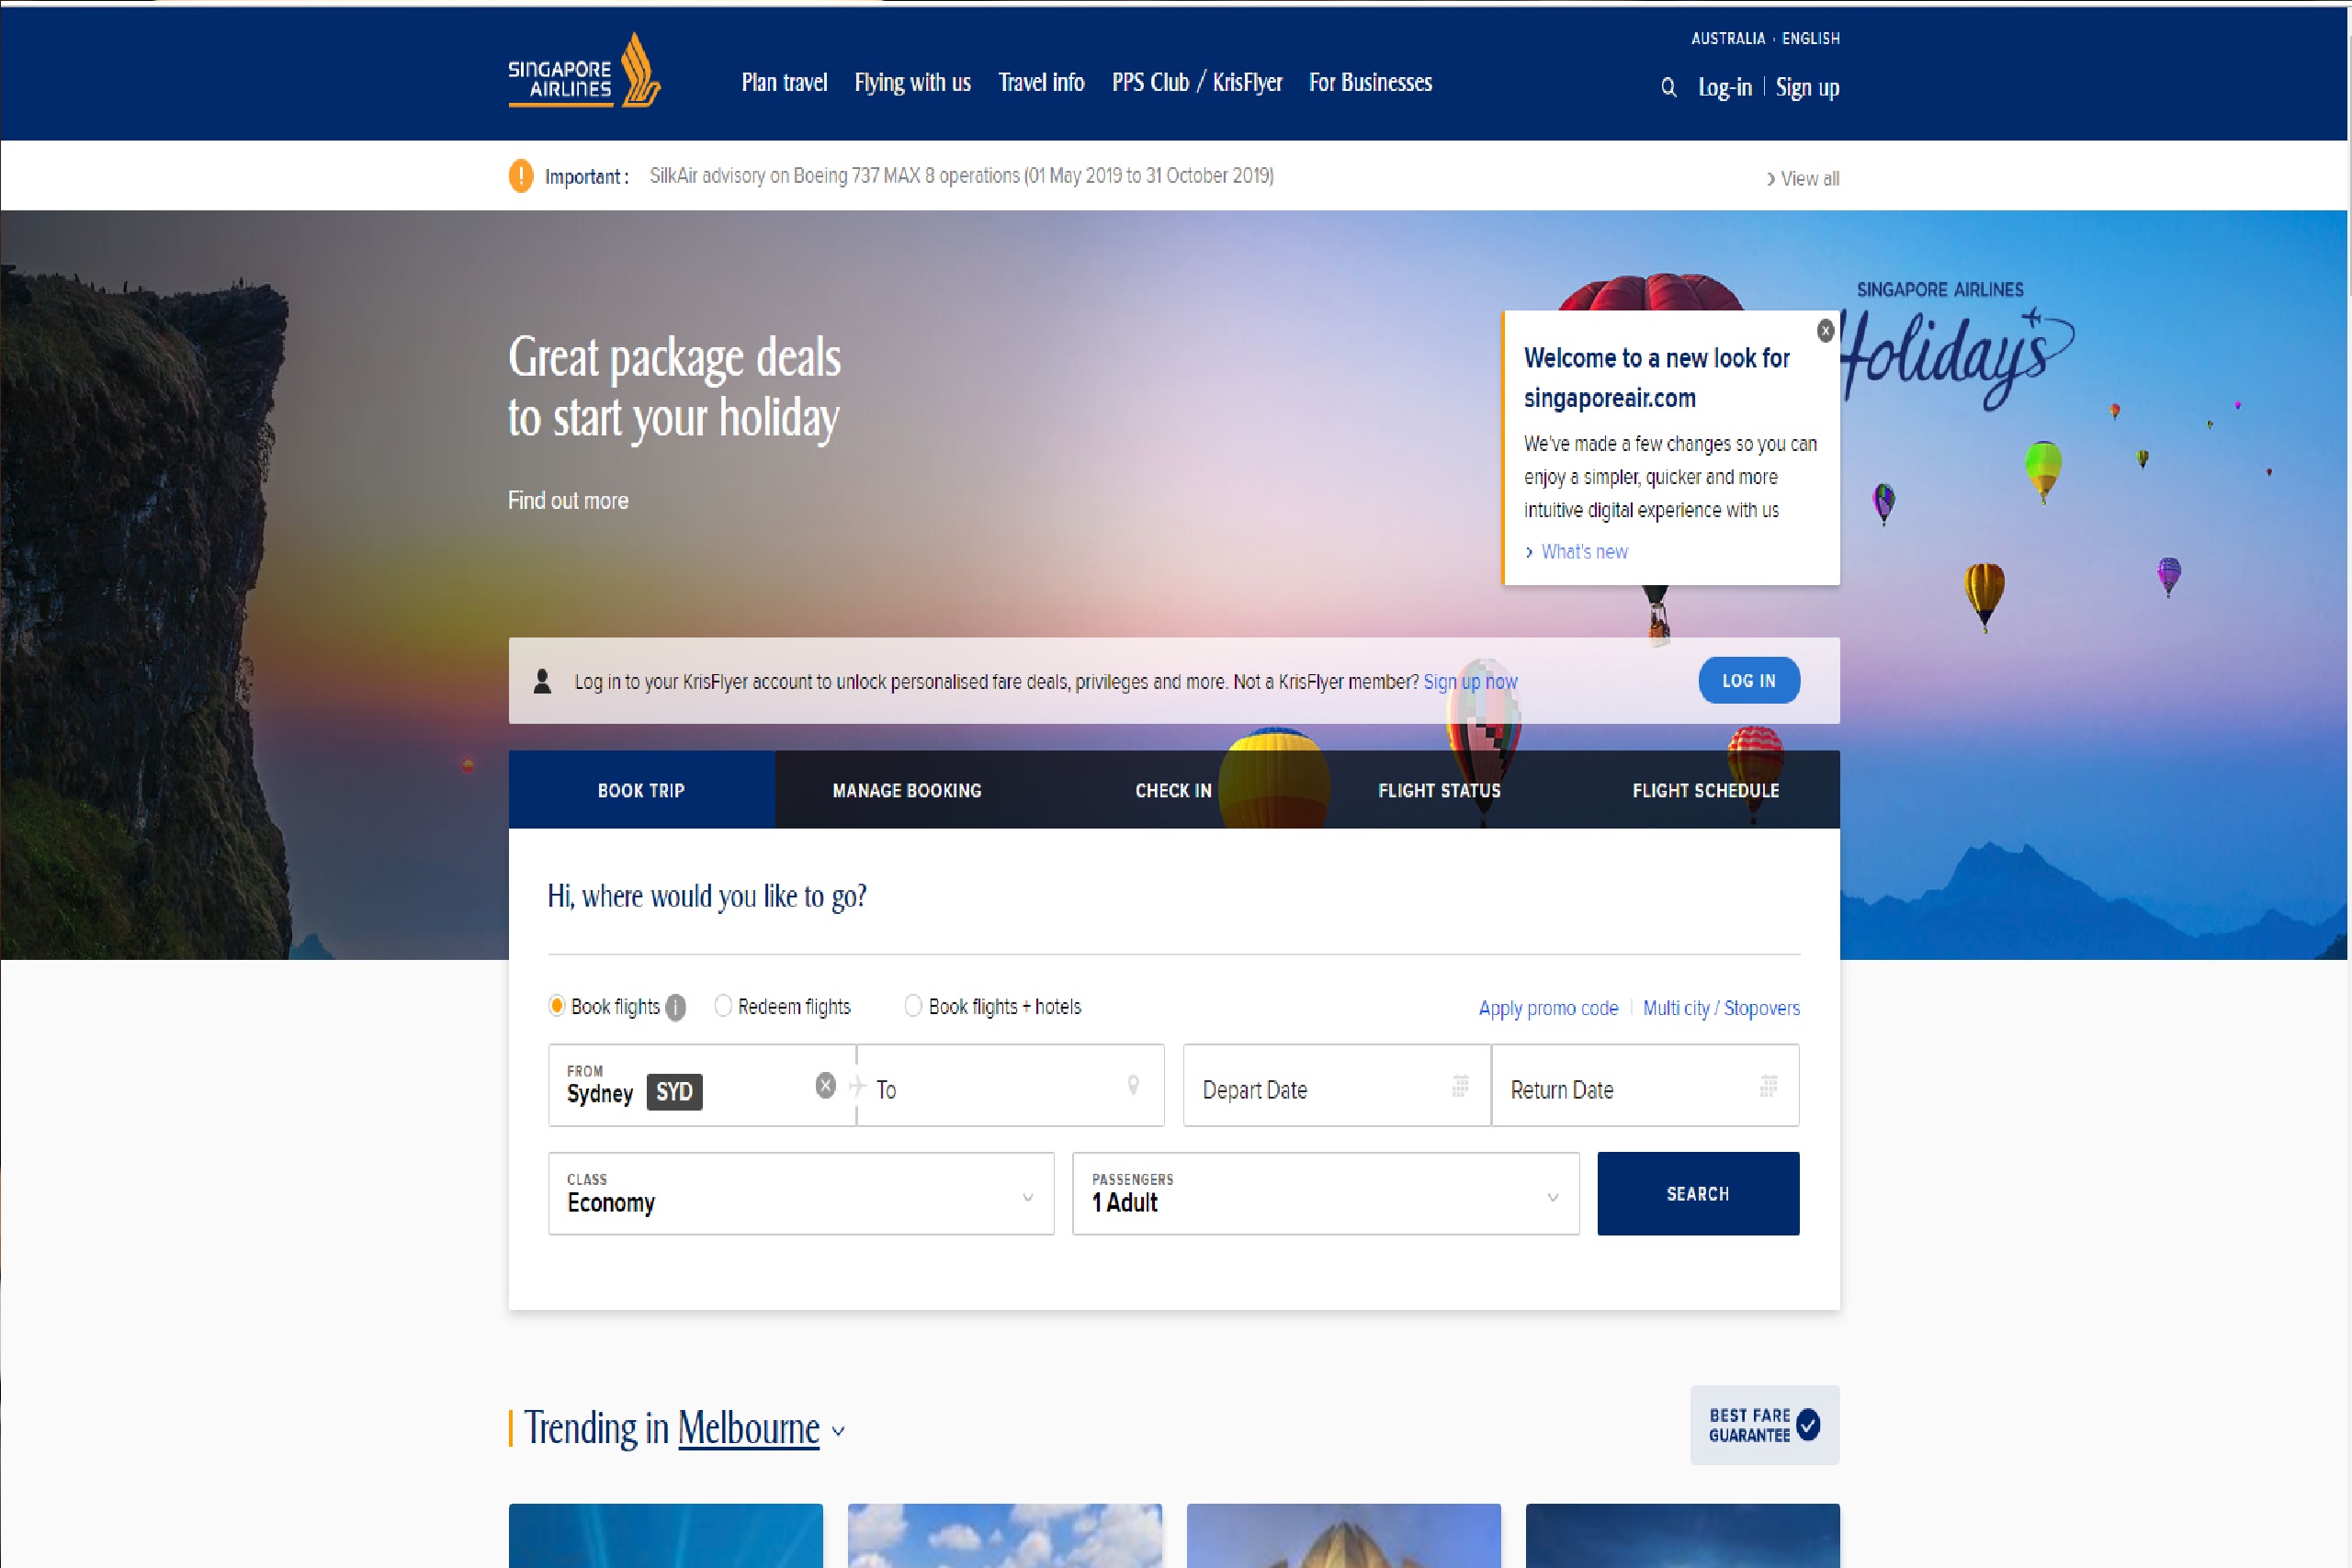 AUSTRALIA · ENGLISH
SINGAPORE
AIRLINES
Plan travel Flying with us Travel info PPS Club / KrisFlyer For Businesses
Log-in | Sign up
Important : SilkAir advisory on Boeing 737 MAX 8 operations (01 May 2019 to 31 October 2019)
View all
Great package deals
to start your holiday
Find out more
SINGAPORE AIRLINES
Holidays
Welcome to a new look for
singaporeair.com
We've made a few changes so you can
enjoy a simpler, quicker and more
intuitive digital experience with us
What's new
Log in to your KrisFlyer account to unlock personalised fare deals, privileges and more. Not a KrisFlyer member? Sign up now
LOG IN
BOOK TRIP MANAGE BOOKING CHECK IN FLIGHT STATUS FLIGHT SCHEDULE
Hi, where would you like to go?
Book flights i Redeem flights Book flights + hotels
Apply promo code | Multi city / Stopovers
FROM
Sydney SYD
To
Depart Date
Return Date
CLASS
Economy
PASSENGERS
1 Adult
SEARCH
Trending in Melbourne
BEST FARE
GUARANTEE